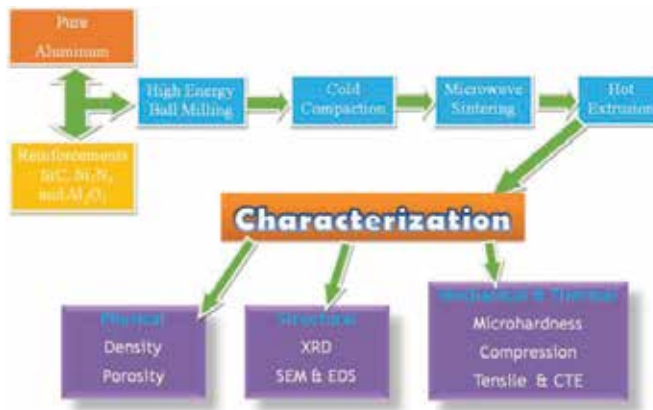 Pure
Aluminum
High Energy
Ball Milling
Cold
Compaction
Microwave
Sintering
Hot
Extrusion
Reinforcements
SiC, Si₃N₄
and Al₂O₃
Characterization
Physical
Density
Porosity
Structural
XRD
SEM & EDS
Mechanical & Thermal
Microhardness
Compression
Tensile & CTE